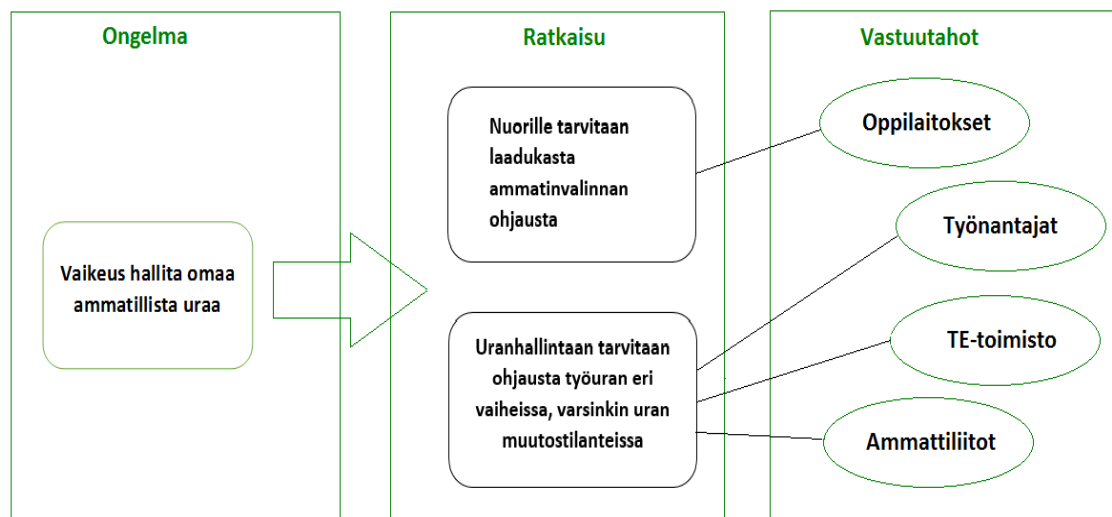 Ongelma
Vaikeus hallita omaa
ammatillista uraa
Ratkaisu
Nuorille tarvitaan
laadukasta
ammatinvalinnan
ohjausta
Uranhallintaan tarvitaan
ohjausta työuran eri
vaiheissa, varsinkin uran
muutostilanteissa
Vastuutahot
Oppilaitokset
Työnantajat
TE-toimisto
Ammattiliitot